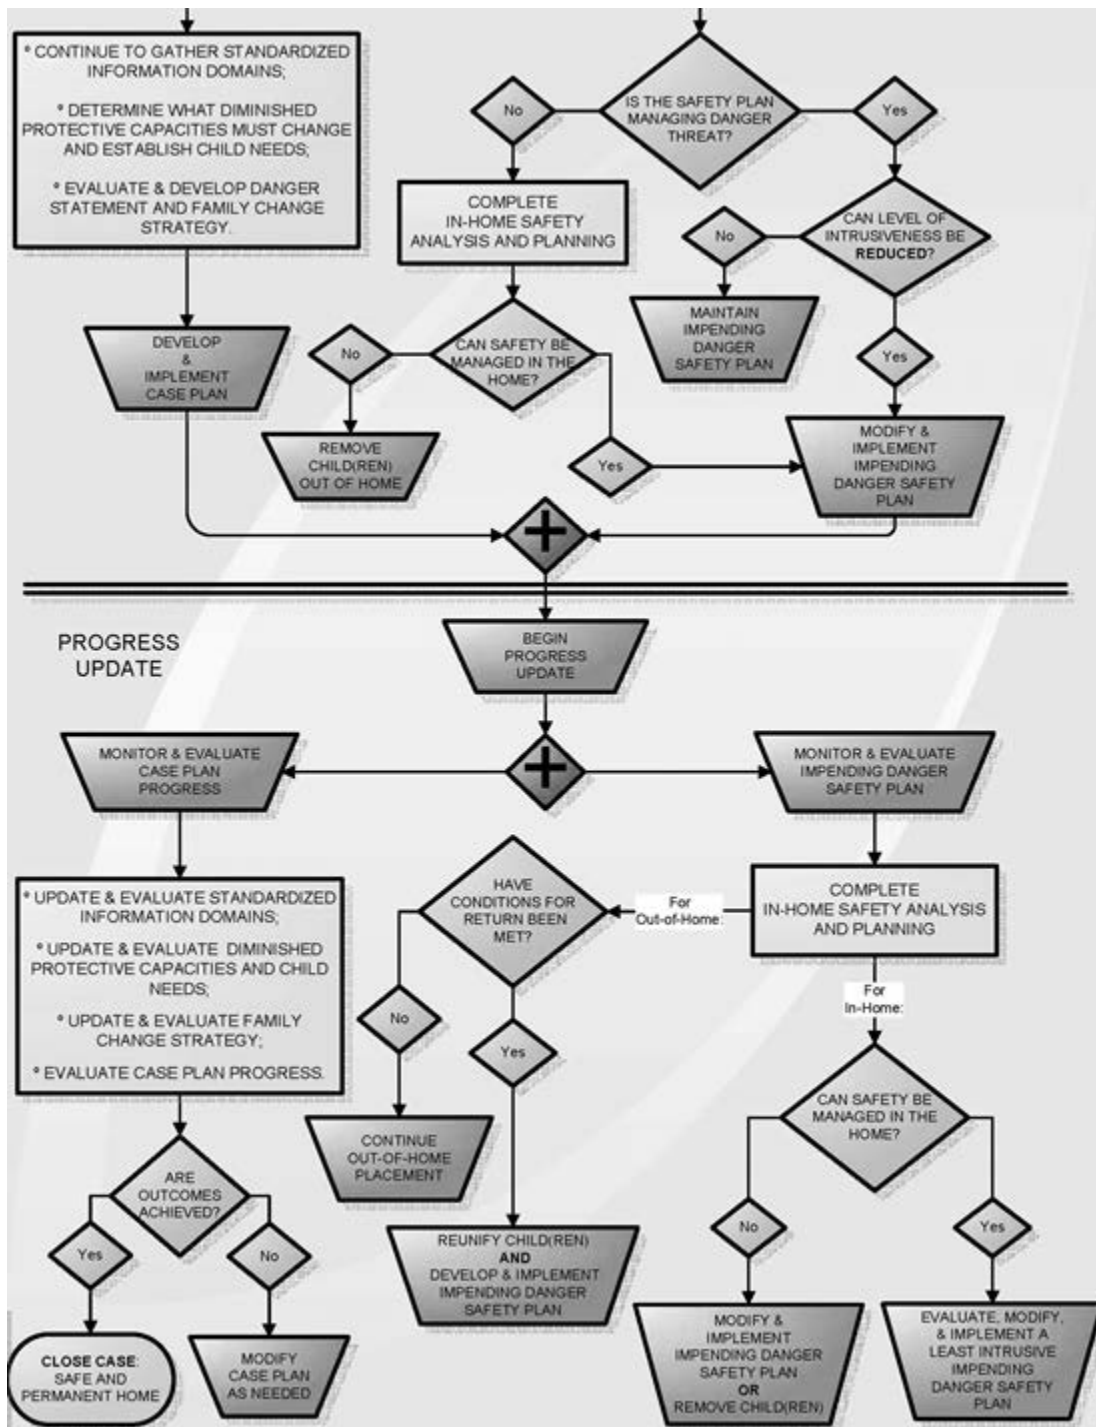 ° CONTINUE TO GATHER STANDARDIZED
INFORMATION DOMAINS;
° DETERMINE WHAT DIMINISHED
PROTECTIVE CAPACITIES MUST CHANGE
AND ESTABLISH CHILD NEEDS;
° EVALUATE & DEVELOP DANGER
STATEMENT AND FAMILY CHANGE
STRATEGY.
DEVELOP
&
IMPLEMENT
CASE PLAN
IS THE SAFETY PLAN
MANAGING DANGER
THREAT?
No
Yes
COMPLETE
IN-HOME SAFETY
ANALYSIS AND PLANNING
CAN LEVEL OF
INTRUSIVENESS BE
REDUCED?
No
MAINTAIN
IMPENDING
DANGER
SAFETY PLAN
Yes
CAN SAFETY BE
MANAGED IN THE
HOME?
No
REMOVE
CHILD(REN)
OUT OF HOME
Yes
MODIFY &
IMPLEMENT
IMPENDING
DANGER SAFETY
PLAN
PROGRESS
UPDATE
BEGIN
PROGRESS
UPDATE
MONITOR & EVALUATE
CASE PLAN
PROGRESS
MONITOR & EVALUATE
IMPENDING DANGER
SAFETY PLAN
° UPDATE & EVALUATE STANDARDIZED
INFORMATION DOMAINS;
° UPDATE & EVALUATE DIMINISHED
PROTECTIVE CAPACITIES AND CHILD
NEEDS;
° UPDATE & EVALUATE FAMILY
CHANGE STRATEGY;
° EVALUATE CASE PLAN PROGRESS.
ARE
OUTCOMES
ACHIEVED?
Yes
No
CLOSE CASE:
SAFE AND
PERMANENT HOME
MODIFY
CASE PLAN
AS NEEDED
COMPLETE
IN-HOME SAFETY ANALYSIS
AND PLANNING
For
Out-of-Home:
HAVE
CONDITIONS FOR
RETURN BEEN
MET?
No
Yes
CONTINUE
OUT-OF-HOME
PLACEMENT
REUNIFY CHILD(REN)
AND
DEVELOP & IMPLEMENT
IMPENDING DANGER
SAFETY PLAN
For
In-Home:
CAN SAFETY BE
MANAGED IN THE
HOME?
No
Yes
MODIFY &
IMPLEMENT
IMPENDING DANGER
SAFETY PLAN
OR
REMOVE CHILD(REN)
EVALUATE, MODIFY,
& IMPLEMENT A
LEAST INTRUSIVE
IMPENDING
DANGER SAFETY
PLAN